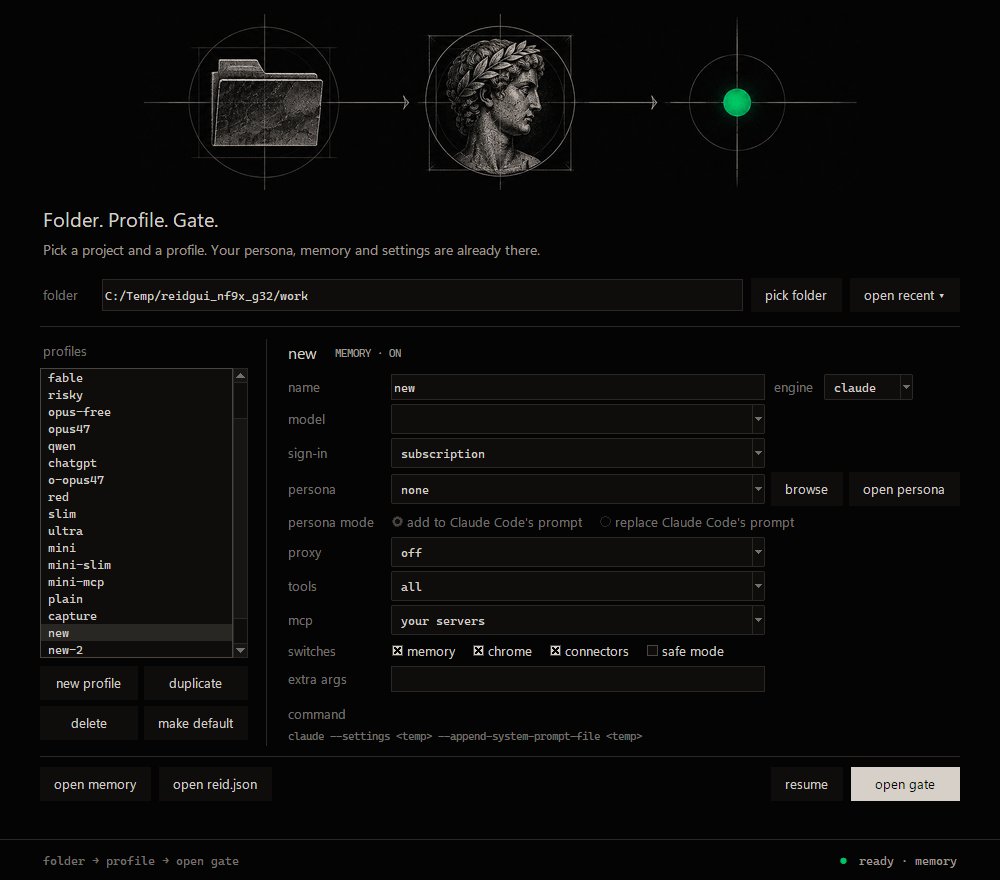 Folder. Profile. Gate.
Pick a project and a profile. Your persona, memory and settings are already there.
folder C:/Temp/reidgui_nf9x_g32/work pick folder open recent ▾
profiles
fable
risky
opus-free
opus47
qwen
chatgpt
o-opus47
red
slim
ultra
mini
mini-slim
mini-mcp
plain
capture
new
new-2
new profile duplicate
delete make default
new MEMORY · ON
name new engine claude
model
sign-in subscription
persona none browse open persona
persona mode add to Claude Code's prompt replace Claude Code's prompt
proxy off
tools all
mcp your servers
switches memory chrome connectors safe mode
extra args
command
claude --settings <temp> --append-system-prompt-file <temp>
open memory open reid.json resume open gate
folder → profile → open gate ready · memory